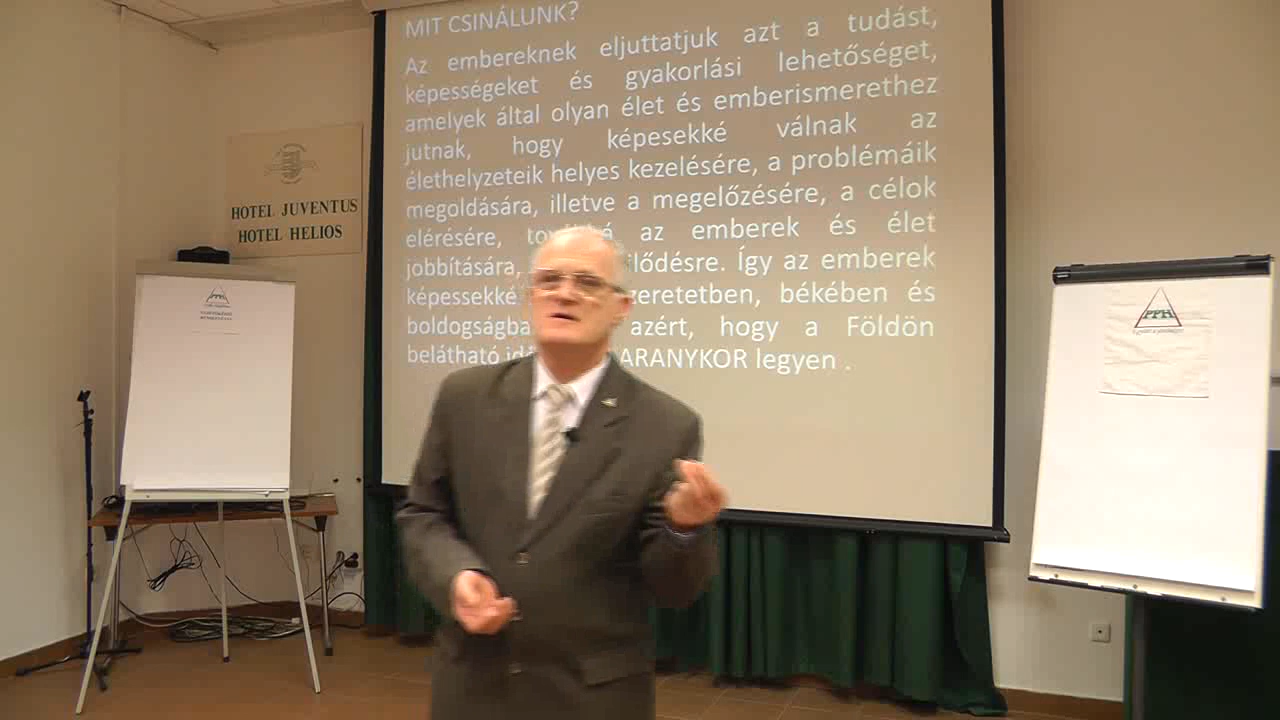 MIT CSINÁLUNK?
Az embereknek eljuttatjuk azt a tudást,
képességeket és gyakorlási lehetőséget,
amelyek által olyan élet és emberismerethez
jutnak, hogy képesekké válnak az
élethelyzeteik helyes kezelésére, a problémáik
megoldására, illetve a megelőzésére, a célok
elérésére, az emberek és élet
jobbítására, Így az emberek
képessekké békében és
azért, hogy a Földön
belátható ARANYKOR legyen .
HOTEL JUVENTUS
HOTEL HELIOS
PPH
PPH